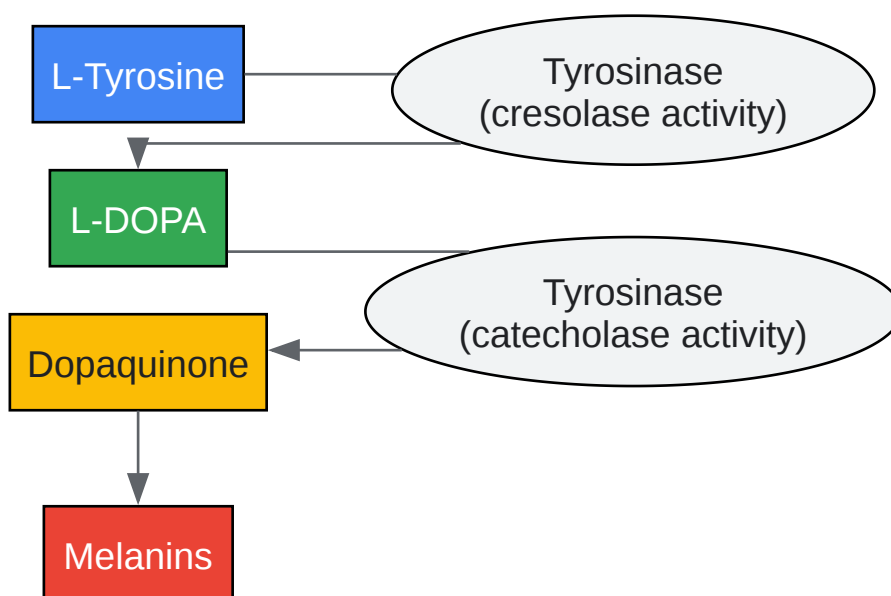 L-Tyrosine
Tyrosinase
(cresolase activity)
L-DOPA
Tyrosinase
(catecholase activity)
Dopaquinone
Melanins